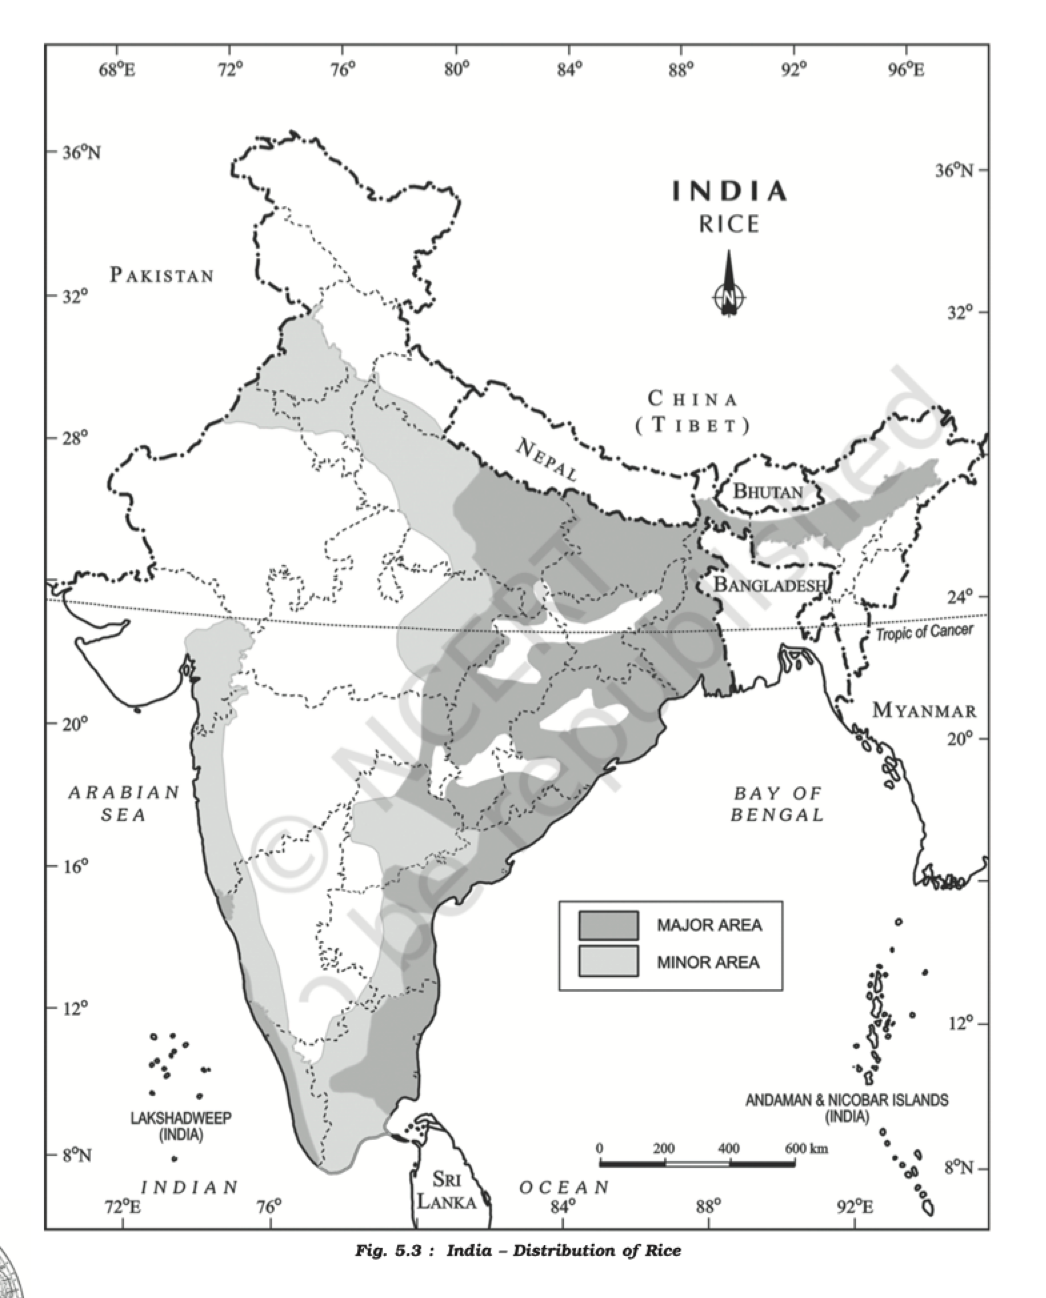 68°E 72° 76° 80° 84° 88° 92° 96°E
36°N
36°N
INDIA
RICE
N
PAKISTAN
32°
32°
CHINA
(TIBET)
28°
NEPAL
BHUTAN
BANGLADESH
24°
Tropic of Cancer
MYANMAR
20°
20°
ARABIAN
SEA
BAY OF
BENGAL
16°
MAJOR AREA
MINOR AREA
12°
12°
LAKSHADWEEP
(INDIA)
ANDAMAN & NICOBAR ISLANDS
(INDIA)
0 200 400 600 km
8°N
8°N
SRI
LANKA
INDIAN OCEAN
72°E 76° 84° 88° 92°E
Fig. 5.3 : India – Distribution of Rice
© NCERT
be republished